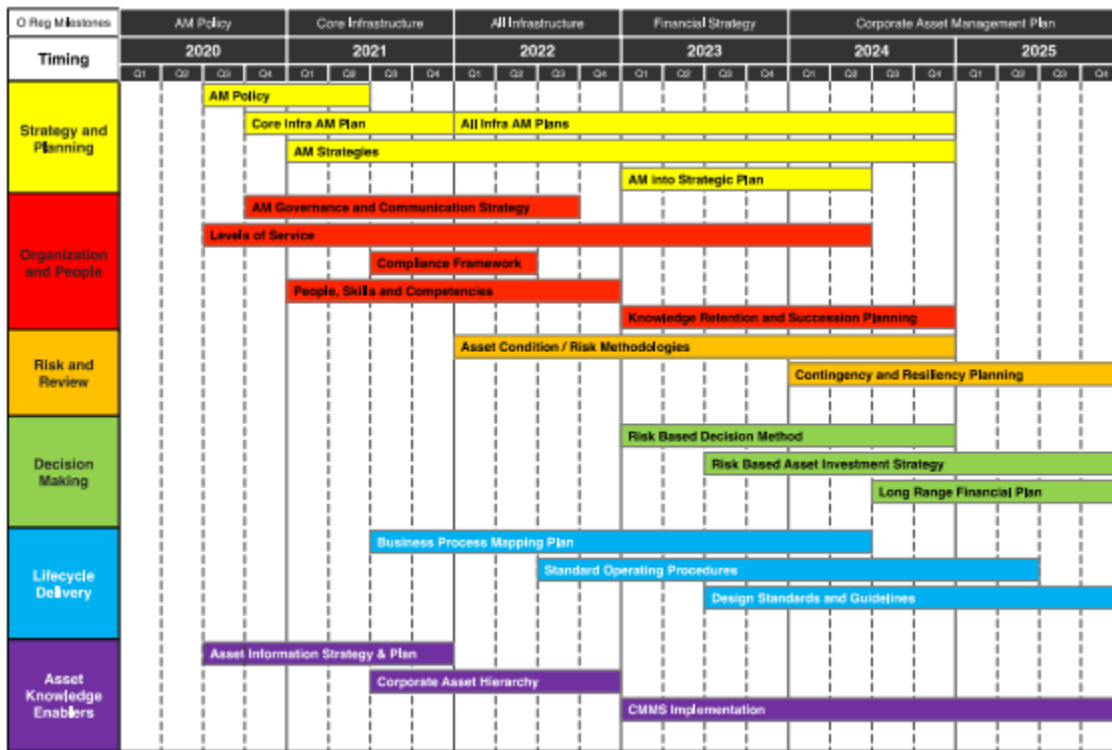 O Reg Milestones AM Policy Core Infrastructure All Infrastructure Financial Strategy Corporate Asset Management Plan
Timing 2020 2021 2022 2023 2024 2025
Q1 Q2 Q3 Q4 Q1 Q2 Q3 Q4 Q1 Q2 Q3 Q4 Q1 Q2 Q3 Q4 Q1 Q2 Q3 Q4 Q1 Q2 Q3 Q4
Strategy and
Planning
AM Policy
Core Infra AM Plan All Infra AM Plans
AM Strategies
AM into Strategic Plan
Organization
and People
AM Governance and Communication Strategy
Levels of Service
Compliance Framework
People, Skills and Competencies
Knowledge Retention and Succession Planning
Risk and
Review
Asset Condition / Risk Methodologies
Contingency and Resiliency Planning
Decision
Making
Risk Based Decision Method
Risk Based Asset Investment Strategy
Long Range Financial Plan
Lifecycle
Delivery
Business Process Mapping Plan
Standard Operating Procedures
Design Standards and Guidelines
Asset
Knowledge
Enablers
Asset Information Strategy & Plan
Corporate Asset Hierarchy
CMMS Implementation